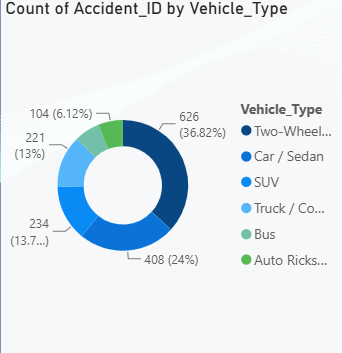 Count of Accident_ID by Vehicle_Type
104 (6.12%)
626
(36.82%)
221
(13%)
234
(13.7...)
408 (24%)
Vehicle_Type
Two-Wheel...
Car / Sedan
SUV
Truck / Co...
Bus
Auto Ricks...